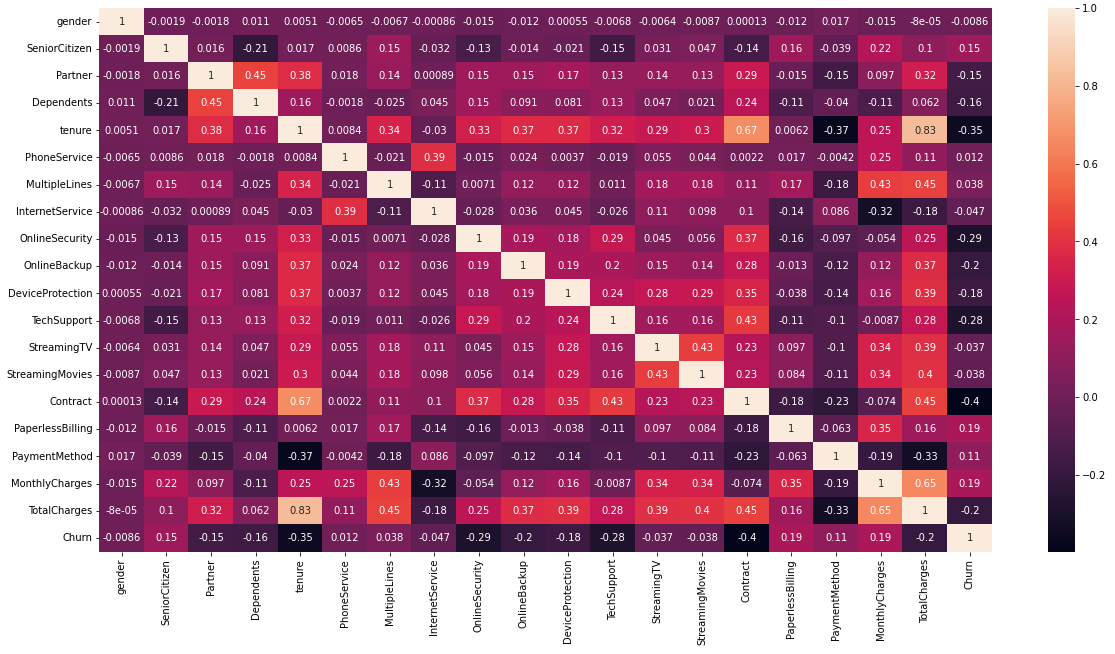 gender 1 -0.0019 -0.0018 0.011 0.0051 -0.0065 -0.0067 -0.00086 -0.015 -0.012 0.00055 -0.0068 -0.0064 -0.0087 0.00013 -0.012 0.017 -0.015 -8e-05 -0.0086
SeniorCitizen -0.0019 1 0.016 -0.21 0.017 0.0086 0.15 -0.032 -0.13 -0.014 -0.021 -0.15 0.031 0.047 -0.14 0.16 -0.039 0.22 0.1 0.15
Partner -0.0018 0.016 1 0.45 0.38 0.018 0.14 0.00089 0.15 0.15 0.17 0.13 0.14 0.13 0.29 -0.015 -0.15 0.097 0.32 -0.15
Dependents 0.011 -0.21 0.45 1 0.16 -0.0018 -0.025 0.045 0.15 0.091 0.081 0.13 0.047 0.021 0.24 -0.11 -0.04 -0.11 0.062 -0.16
tenure 0.0051 0.017 0.38 0.16 1 0.0084 0.34 -0.03 0.33 0.37 0.37 0.32 0.29 0.3 0.67 0.0062 -0.37 0.25 0.83 -0.35
PhoneService -0.0065 0.0086 0.018 -0.0018 0.0084 1 -0.021 0.39 -0.015 0.024 0.0037 -0.019 0.055 0.044 0.0022 0.017 -0.0042 0.25 0.11 0.012
MultipleLines -0.0067 0.15 0.14 -0.025 0.34 -0.021 1 -0.11 0.0071 0.12 0.12 0.011 0.18 0.18 0.11 0.17 -0.18 0.43 0.45 0.038
InternetService -0.00086 -0.032 0.00089 0.045 -0.03 0.39 -0.11 1 -0.028 0.036 0.045 -0.026 0.11 0.098 0.1 -0.14 0.086 -0.32 -0.18 -0.047
OnlineSecurity -0.015 -0.13 0.15 0.15 0.33 -0.015 0.0071 -0.028 1 0.19 0.18 0.29 0.045 0.056 0.37 -0.16 -0.097 -0.054 0.25 -0.29
OnlineBackup -0.012 -0.014 0.15 0.091 0.37 0.024 0.12 0.036 0.19 1 0.19 0.2 0.15 0.14 0.28 -0.013 -0.12 0.12 0.37 -0.2
DeviceProtection 0.00055 -0.021 0.17 0.081 0.37 0.0037 0.12 0.045 0.18 0.19 1 0.24 0.28 0.29 0.35 -0.038 -0.14 0.16 0.39 -0.18
TechSupport -0.0068 -0.15 0.13 0.13 0.32 -0.019 0.011 -0.026 0.29 0.2 0.24 1 0.16 0.16 0.43 -0.11 -0.1 -0.0087 0.28 -0.28
StreamingTV -0.0064 0.031 0.14 0.047 0.29 0.055 0.18 0.11 0.045 0.15 0.28 0.16 1 0.43 0.23 0.097 -0.1 0.34 0.39 -0.037
StreamingMovies -0.0087 0.047 0.13 0.021 0.3 0.044 0.18 0.098 0.056 0.14 0.29 0.16 0.43 1 0.23 0.084 -0.11 0.34 0.4 -0.038
Contract 0.00013 -0.14 0.29 0.24 0.67 0.0022 0.11 0.1 0.37 0.28 0.35 0.43 0.23 0.23 1 -0.18 -0.23 -0.074 0.45 -0.4
PaperlessBilling -0.012 0.16 -0.015 -0.11 0.0062 0.017 0.17 -0.14 -0.16 -0.013 -0.038 -0.11 0.097 0.084 -0.18 1 -0.063 0.35 0.16 0.19
PaymentMethod 0.017 -0.039 -0.15 -0.04 -0.37 -0.0042 -0.18 0.086 -0.097 -0.12 -0.14 -0.1 -0.1 -0.11 -0.23 -0.063 1 -0.19 -0.33 0.11
MonthlyCharges -0.015 0.22 0.097 -0.11 0.25 0.25 0.43 -0.32 -0.054 0.12 0.16 -0.0087 0.34 0.34 -0.074 0.35 -0.19 1 0.65 0.19
TotalCharges -8e-05 0.1 0.32 0.062 0.83 0.11 0.45 -0.18 0.25 0.37 0.39 0.28 0.39 0.4 0.45 0.16 -0.33 0.65 1 -0.2
Churn -0.0086 0.15 -0.15 -0.16 -0.35 0.012 0.038 -0.047 -0.29 -0.2 -0.18 -0.28 -0.037 -0.038 -0.4 0.19 0.11 0.19 -0.2 1
gender
SeniorCitizen
Partner
Dependents
tenure
PhoneService
MultipleLines
InternetService
OnlineSecurity
OnlineBackup
DeviceProtection
TechSupport
StreamingTV
StreamingMovies
Contract
PaperlessBilling
PaymentMethod
MonthlyCharges
TotalCharges
Churn
1.0
0.8
0.6
0.4
0.2
0.0
−0.2